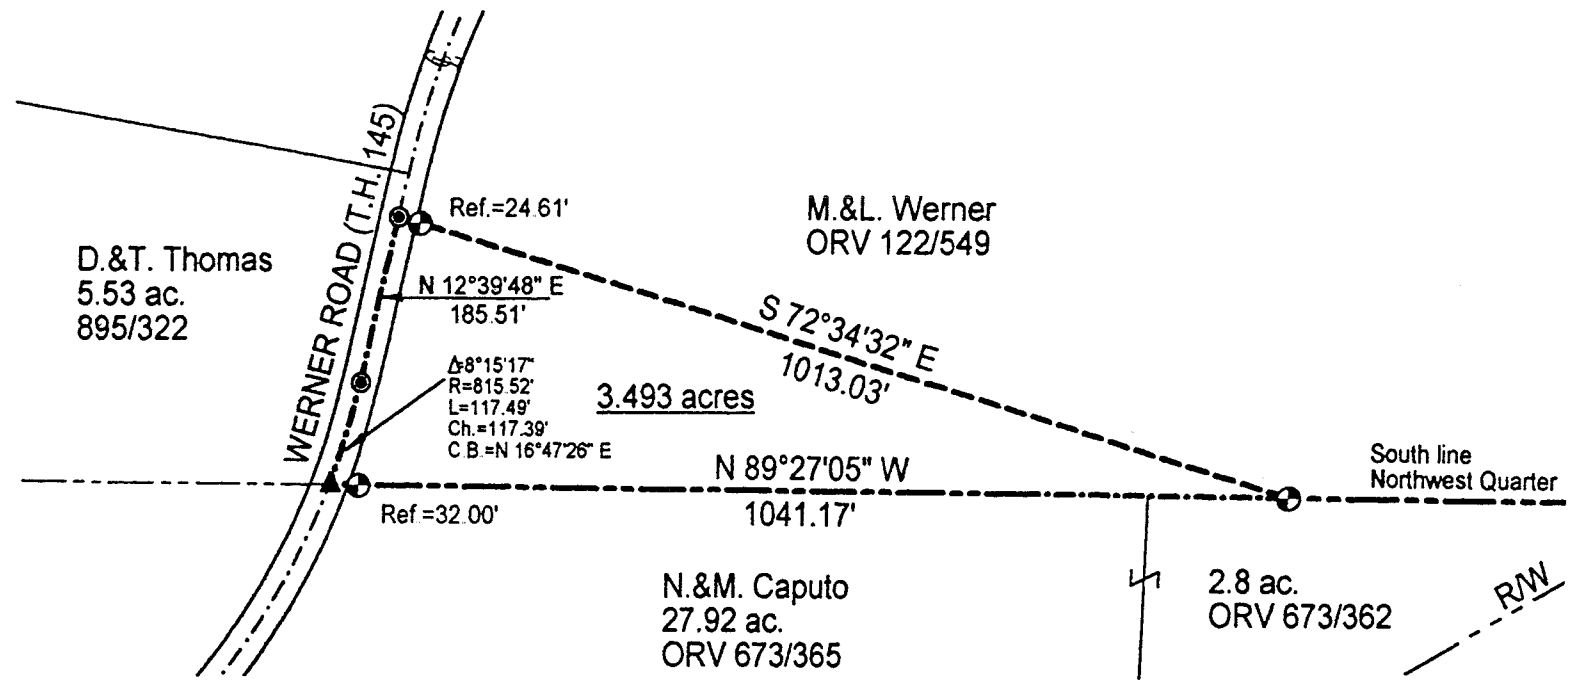 ℄
WERNER ROAD (T.H. 145)
Ref.=24.61'
M.&L. Werner
ORV 122/549
D.&T. Thomas
5.53 ac.
895/322
N 12°39'48" E
185.51'
S 72°34'32" E
1013.03'
Δ=8°15'17"
R=815.52'
L=117.49'
Ch.=117.39'
C.B.=N 16°47'26" E
3.493 acres
N 89°27'05" W
1041.17'
South line
Northwest Quarter
Ref.=32.00'
N.&M. Caputo
27.92 ac.
ORV 673/365
2.8 ac.
ORV 673/362
R/W